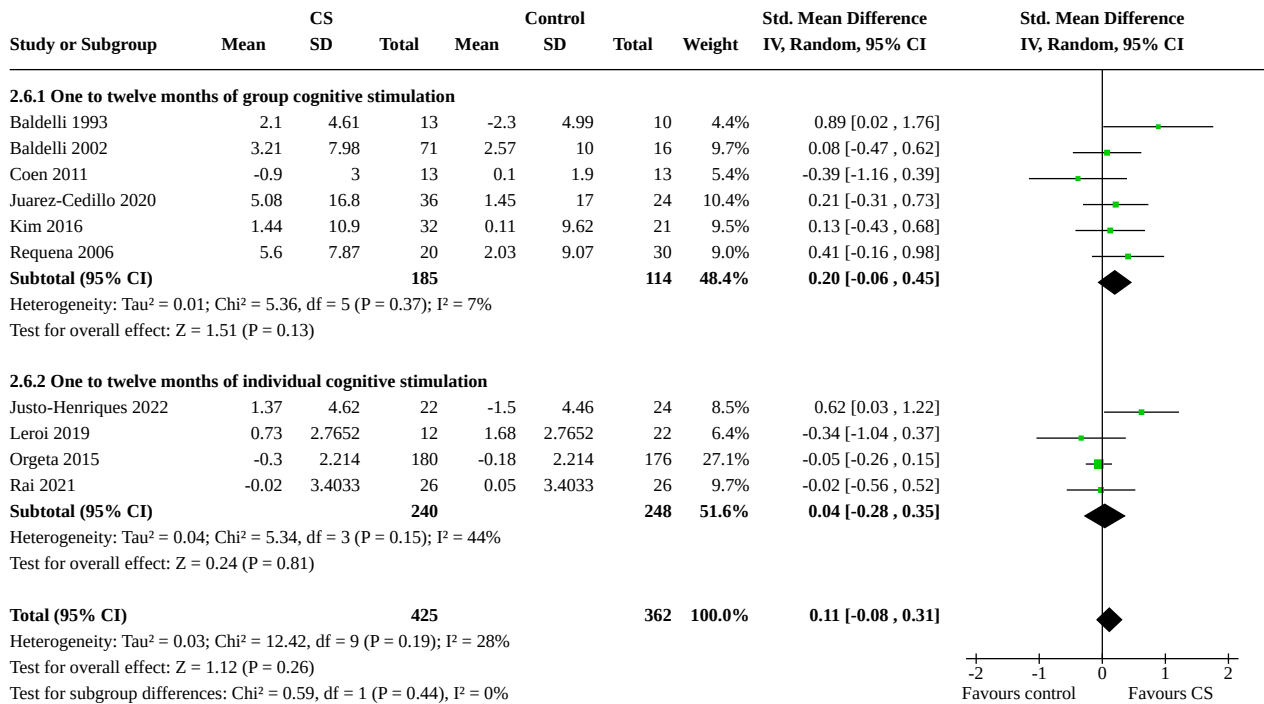 CS Control Std. Mean Difference Std. Mean Difference
Study or Subgroup Mean SD Total Mean SD Total Weight IV, Random, 95% CI IV, Random, 95% CI
2.6.1 One to twelve months of group cognitive stimulation
Baldelli 1993 2.1 4.61 13 -2.3 4.99 10 4.4% 0.89 [0.02 , 1.76]
Baldelli 2002 3.21 7.98 71 2.57 10 16 9.7% 0.08 [-0.47 , 0.62]
Coen 2011 -0.9 3 13 0.1 1.9 13 5.4% -0.39 [-1.16 , 0.39]
Juarez-Cedillo 2020 5.08 16.8 36 1.45 17 24 10.4% 0.21 [-0.31 , 0.73]
Kim 2016 1.44 10.9 32 0.11 9.62 21 9.5% 0.13 [-0.43 , 0.68]
Requena 2006 5.6 7.87 20 2.03 9.07 30 9.0% 0.41 [-0.16 , 0.98]
Subtotal (95% CI) 185 114 48.4% 0.20 [-0.06 , 0.45]
Heterogeneity: Tau² = 0.01; Chi² = 5.36, df = 5 (P = 0.37); I² = 7%
Test for overall effect: Z = 1.51 (P = 0.13)
2.6.2 One to twelve months of individual cognitive stimulation
Justo-Henriques 2022 1.37 4.62 22 -1.5 4.46 24 8.5% 0.62 [0.03 , 1.22]
Leroi 2019 0.73 2.7652 12 1.68 2.7652 22 6.4% -0.34 [-1.04 , 0.37]
Orgeta 2015 -0.3 2.214 180 -0.18 2.214 176 27.1% -0.05 [-0.26 , 0.15]
Rai 2021 -0.02 3.4033 26 0.05 3.4033 26 9.7% -0.02 [-0.56 , 0.52]
Subtotal (95% CI) 240 248 51.6% 0.04 [-0.28 , 0.35]
Heterogeneity: Tau² = 0.04; Chi² = 5.34, df = 3 (P = 0.15); I² = 44%
Test for overall effect: Z = 0.24 (P = 0.81)
Total (95% CI) 425 362 100.0% 0.11 [-0.08 , 0.31]
Heterogeneity: Tau² = 0.03; Chi² = 12.42, df = 9 (P = 0.19); I² = 28%
Test for overall effect: Z = 1.12 (P = 0.26)
Test for subgroup differences: Chi² = 0.59, df = 1 (P = 0.44), I² = 0%
-2 -1 0 1 2
Favours control Favours CS